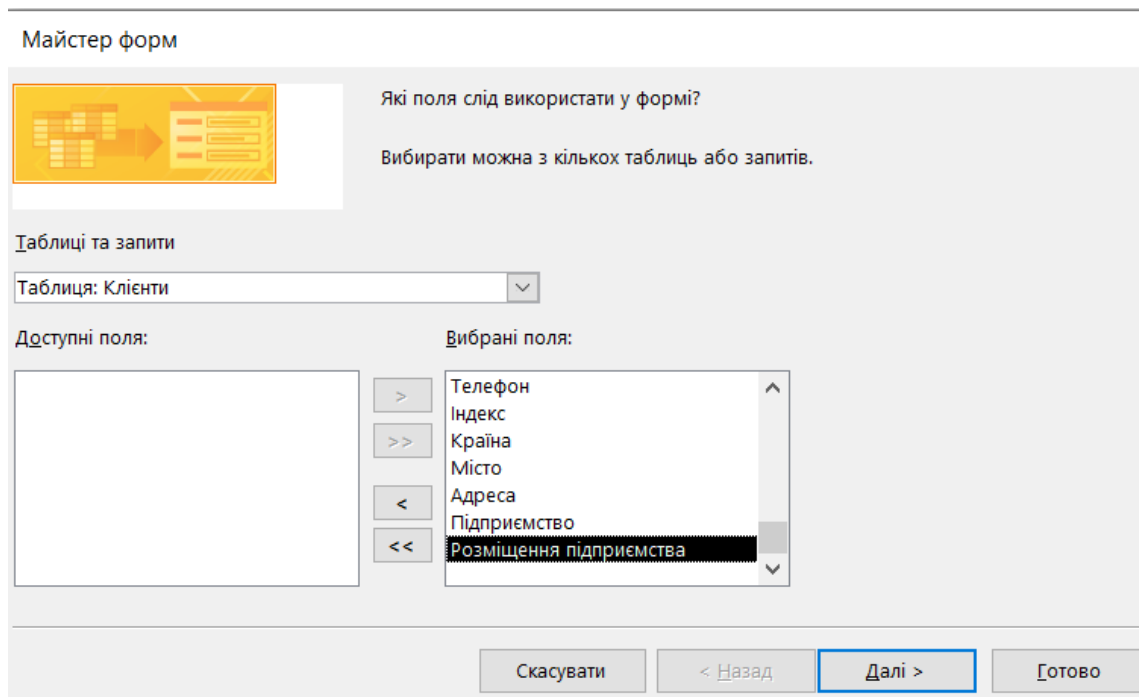 Майстер форм
Які поля слід використати у формі?
Вибирати можна з кількох таблиць або запитів.
Таблиці та запити
Таблиця: Клієнти
Доступні поля:
Вибрані поля:
>
>>
<
<<
Телефон
Індекс
Країна
Місто
Адреса
Підприємство
Розміщення підприємства
Скасувати
< Назад
Далі >
Готово